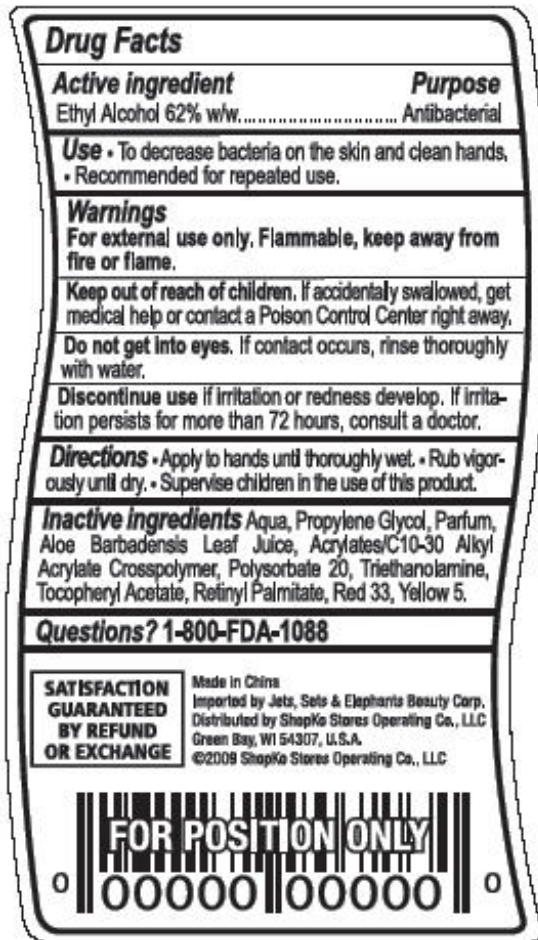 Drug Facts
Active ingredient Purpose
Ethyl Alcohol 62% w/w................................. Antibacterial
Use • To decrease bacteria on the skin and clean hands.
• Recommended for repeated use.
Warnings
For external use only. Flammable, keep away from
fire or flame.
Keep out of reach of children. If accidentally swallowed, get
medical help or contact a Poison Control Center right away.
Do not get into eyes. If contact occurs, rinse thoroughly
with water.
Discontinue use if irritation or redness develop. If irrita-
tion persists for more than 72 hours, consult a doctor.
Directions • Apply to hands until thoroughly wet. • Rub vigor-
ously until dry. • Supervise children in the use of this product.
Inactive ingredients Aqua, Propylene Glycol, Parfum,
Aloe Barbadensis Leaf Juice, Acrylates/C10-30 Alkyl
Acrylate Crosspolymer, Polysorbate 20, Triethanolamine,
Tocopheryl Acetate, Retinyl Palmitate, Red 33, Yellow 5.
Questions? 1-800-FDA-1088
SATISFACTION
GUARANTEED
BY REFUND
OR EXCHANGE
Made in China
Imported by Jets, Sets & Elephants Beauty Corp.
Distributed by ShopKo Stores Operating Co., LLC
Green Bay, WI 54307, U.S.A.
©2009 ShopKo Stores Operating Co., LLC
FOR POSITION ONLY
0 00000 00000 0